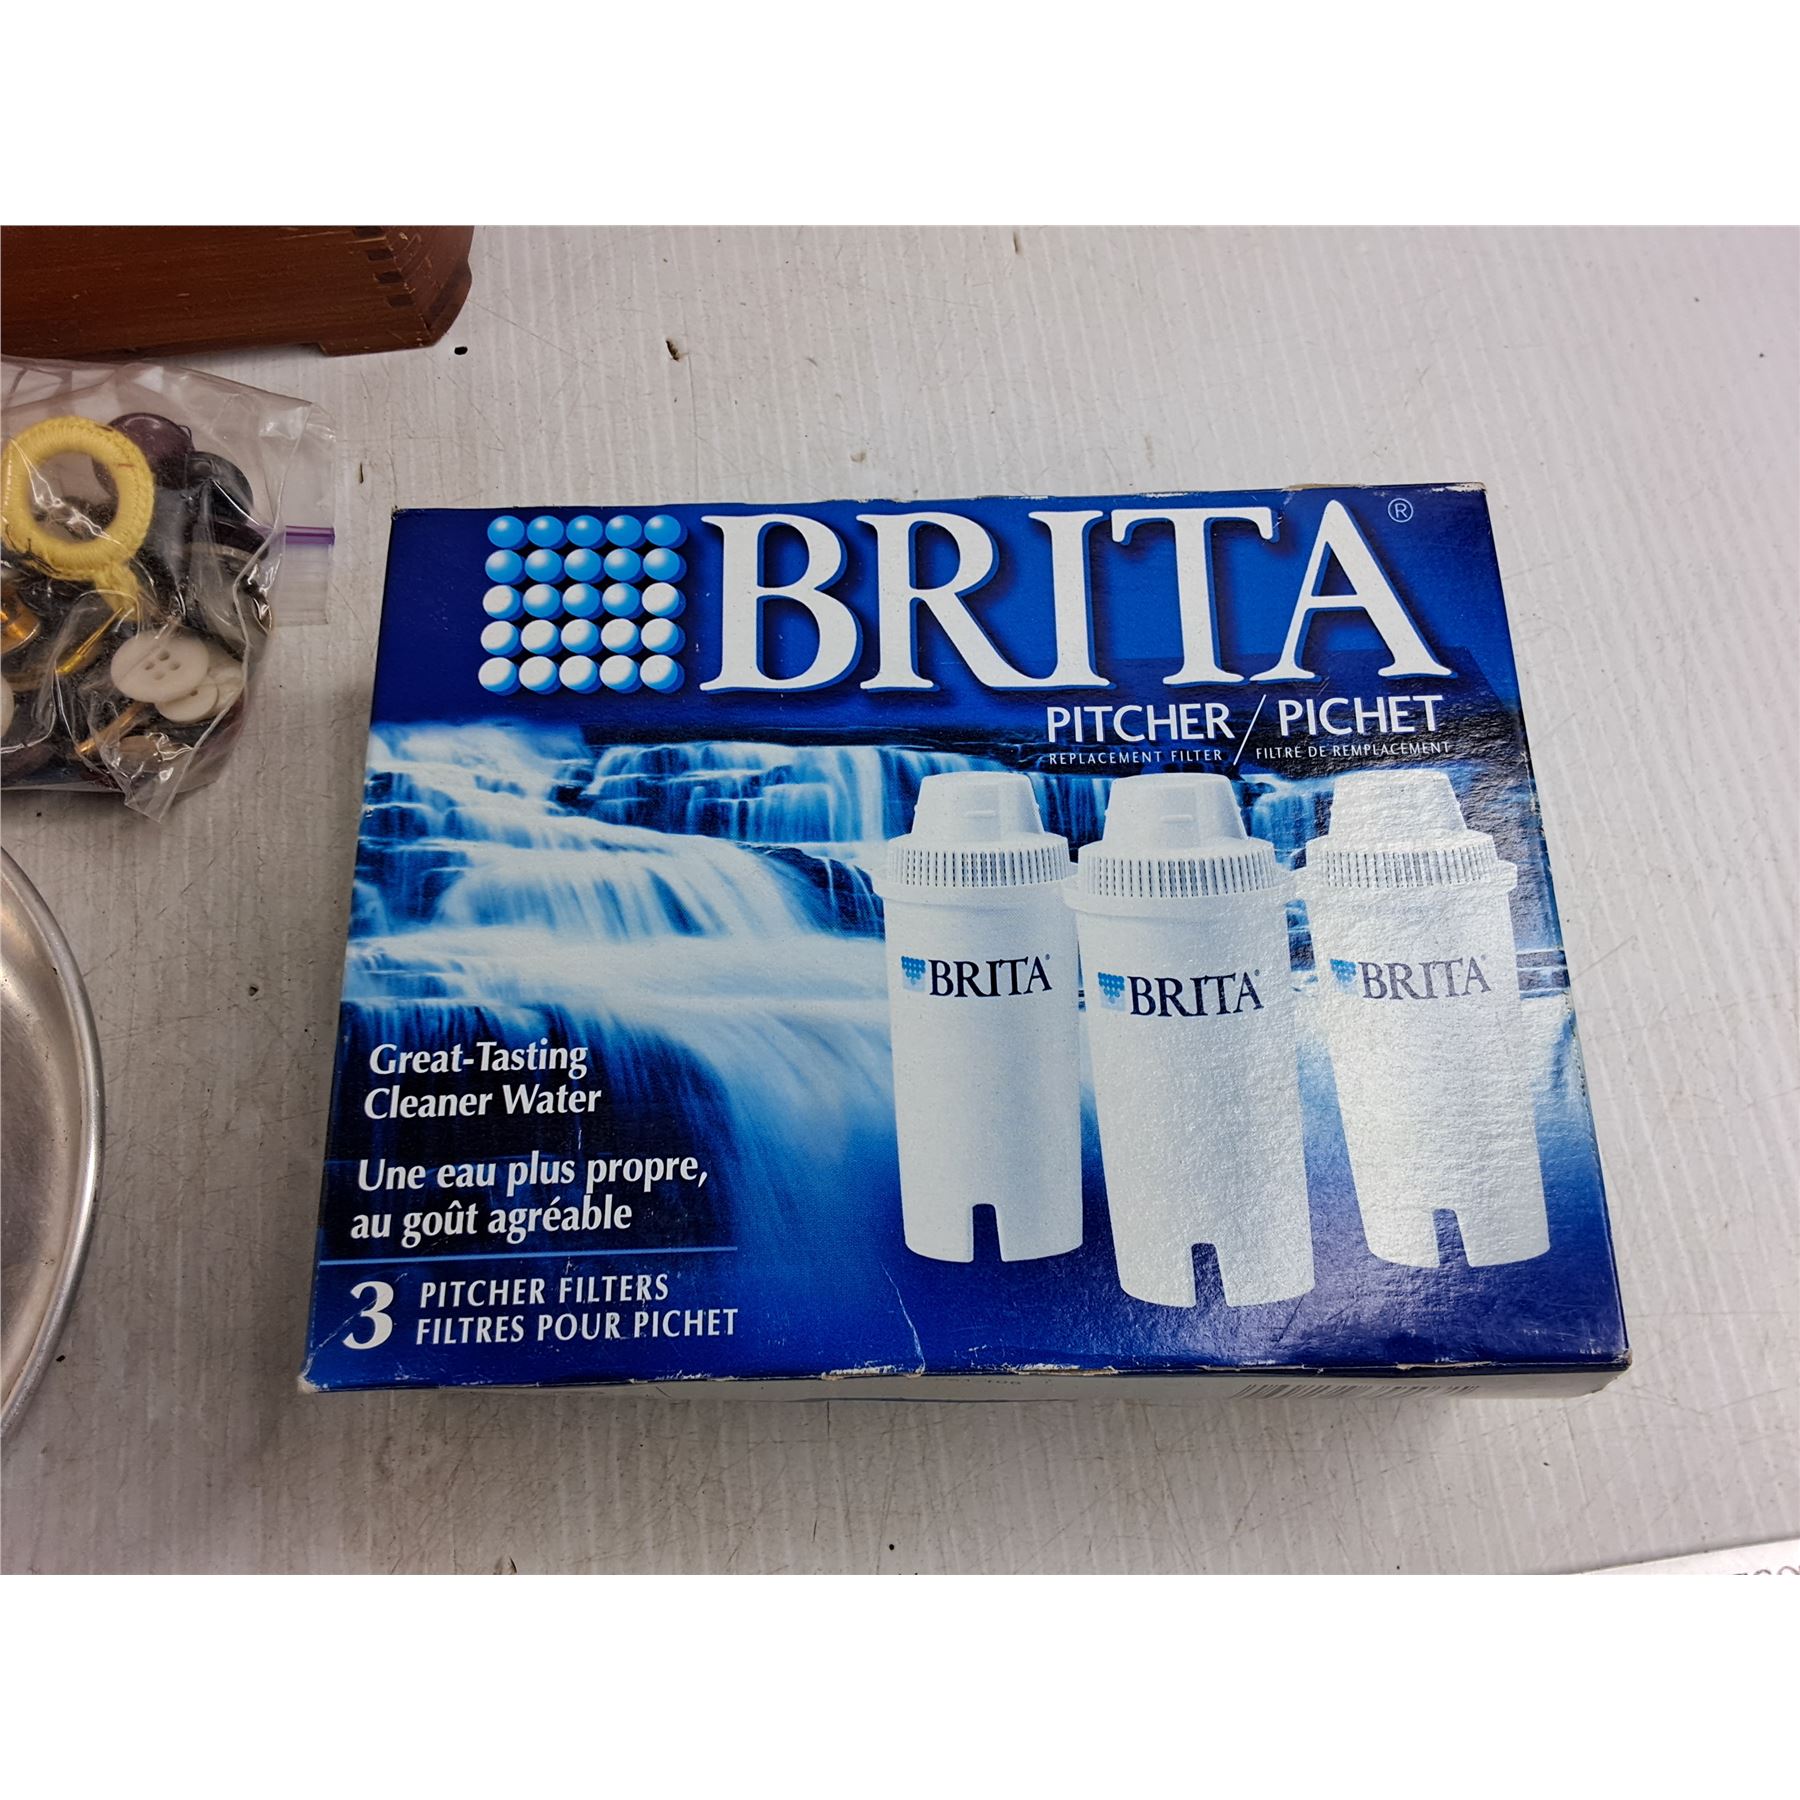 BRITA®
PITCHER / PICHET
REPLACEMENT FILTER / FILTRE DE REMPLACEMENT
BRITA® BRITA® BRITA®
Great-Tasting
Cleaner Water
Une eau plus propre,
au goût agréable
3 PITCHER FILTERS
FILTRES POUR PICHET